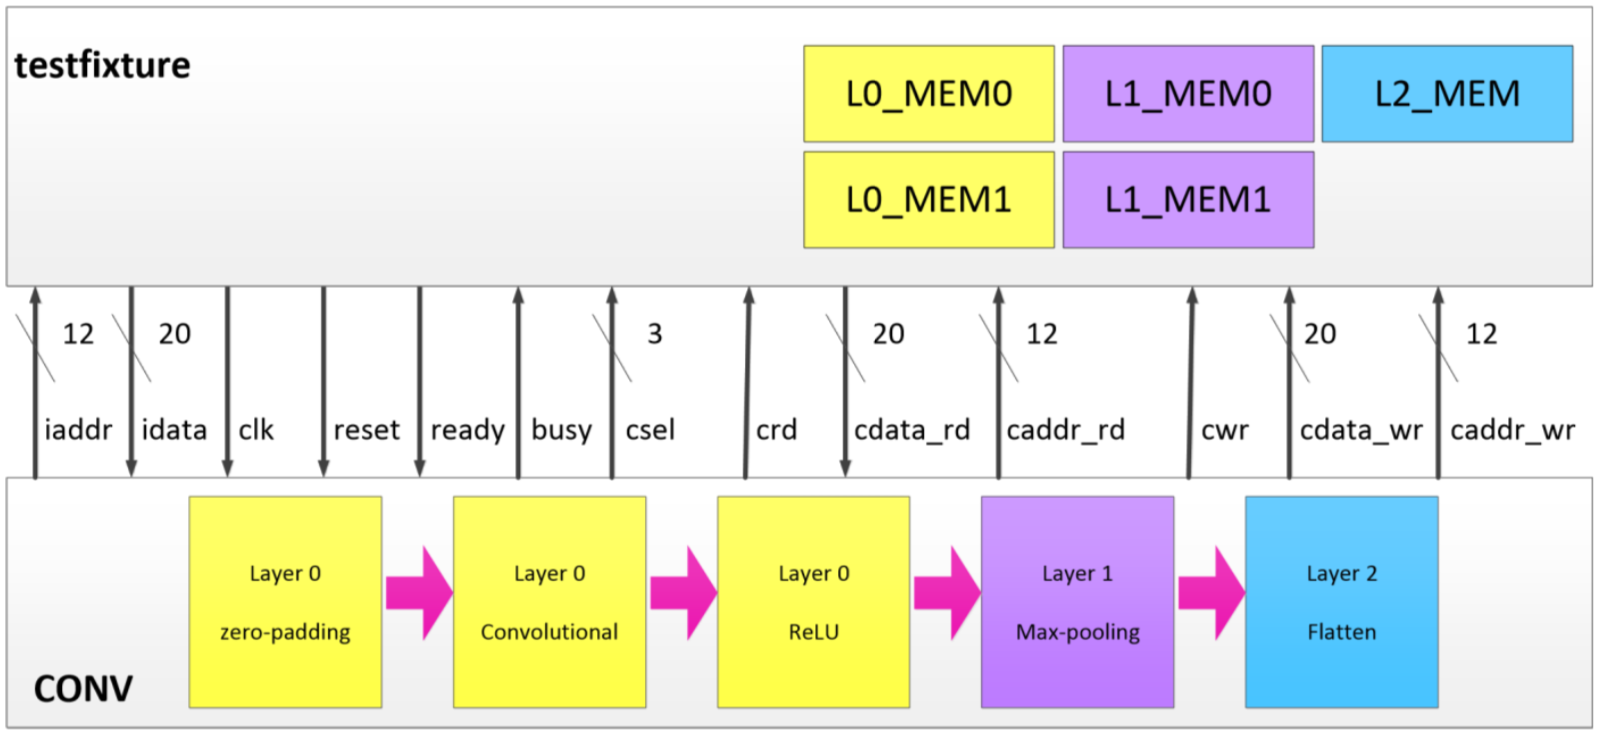 testfixture
L0_MEM0
L1_MEM0
L2_MEM
L0_MEM1
L1_MEM1
12
20
3
20
12
20
12
iaddr
idata
clk
reset
ready
busy
csel
crd
cdata_rd
caddr_rd
cwr
cdata_wr
caddr_wr
Layer 0
zero-padding
Layer 0
Convolutional
Layer 0
ReLU
Layer 1
Max-pooling
Layer 2
Flatten
CONV